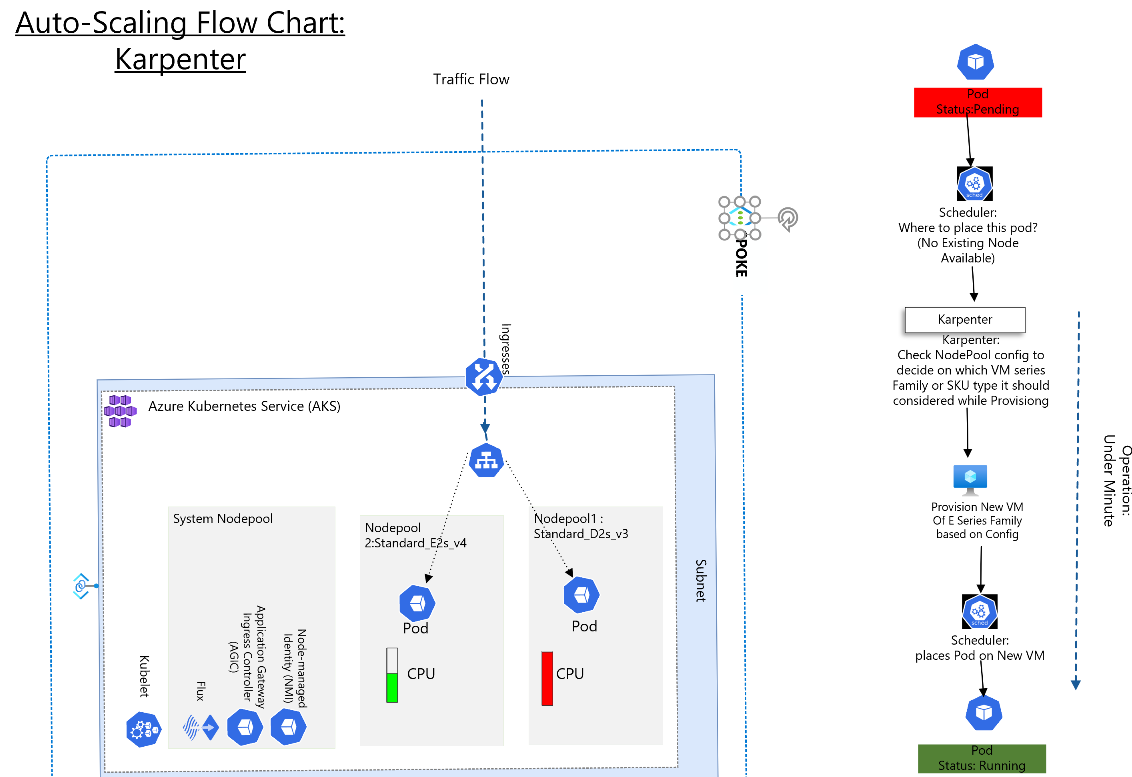 Auto-Scaling Flow Chart:
Karpenter
Traffic Flow
POKE
Ingresses
Azure Kubernetes Service (AKS)
System Nodepool
Nodepool
2:Standard_E2s_v4
Nodepool1 :
Standard_D2s_v3
Pod
Pod
CPU
CPU
Subnet
Kubelet
Flux
Application Gateway
Ingress Controller
(AGIC)
Node-managed
Identity (NMI)
Pod
Status:Pending
sched
Scheduler:
Where to place this pod?
(No Existing Node
Available)
Karpenter
Karpenter:
Check NodePool config to
decide on which VM series
Family or SKU type it should
considered while Provisiong
Provision New VM
Of E Series Family
based on Config
sched
Scheduler:
places Pod on New VM
Pod
Status: Running
Operation:
Under Minute